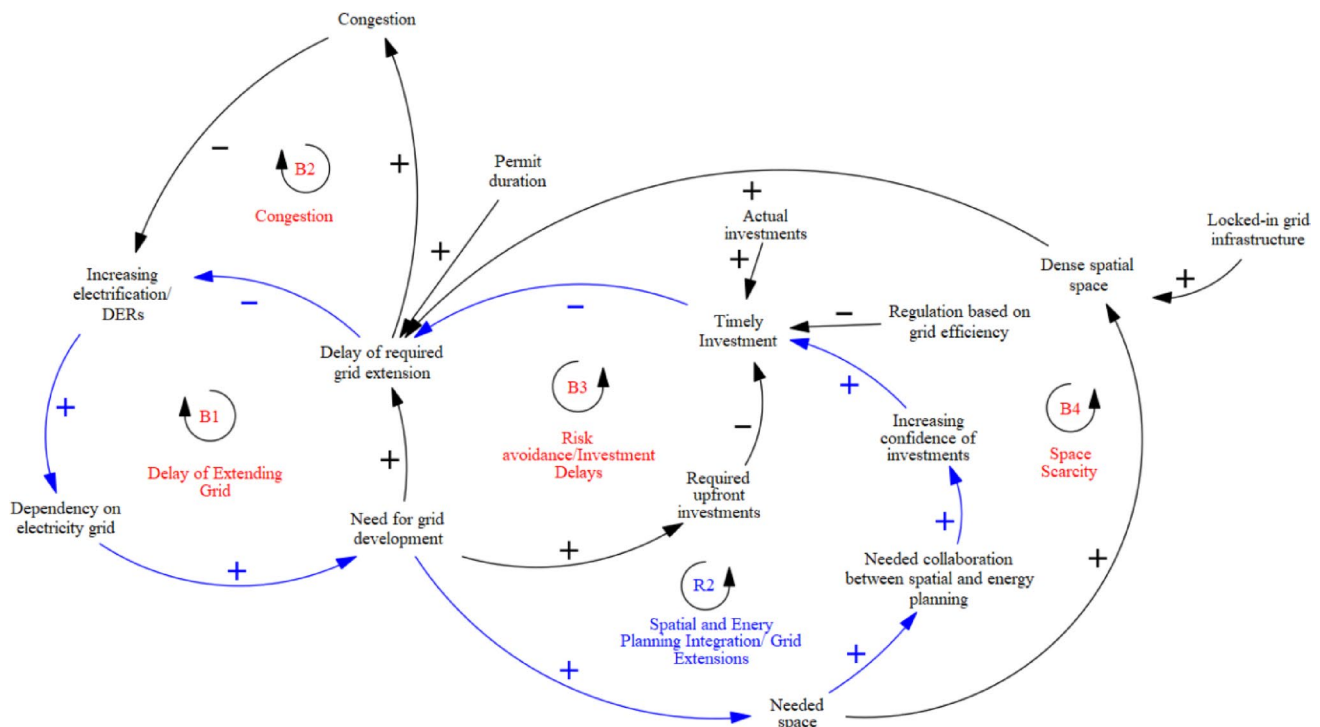 Congestion
−
B2
Congestion
+
Permit
duration
+
+
Actual
investments
+
Locked-in grid
infrastructure
+
Dense spatial
space
Increasing
electrification/
DERs
−
−
Timely
Investment
−
Regulation based on
grid efficiency
Delay of required
grid extension
+
B1
Delay of Extending
Grid
B3
Risk
avoidance/Investment
Delays
+
Increasing
confidence of
investments
B4
Space
Scarcity
+
−
Required
upfront
investments
Dependency on
electricity grid
Need for grid
development
+
+
+
Needed collaboration
between spatial and energy
planning
+
R2
Spatial and Enery
Planning Integration/ Grid
Extensions
+
+
Needed
space